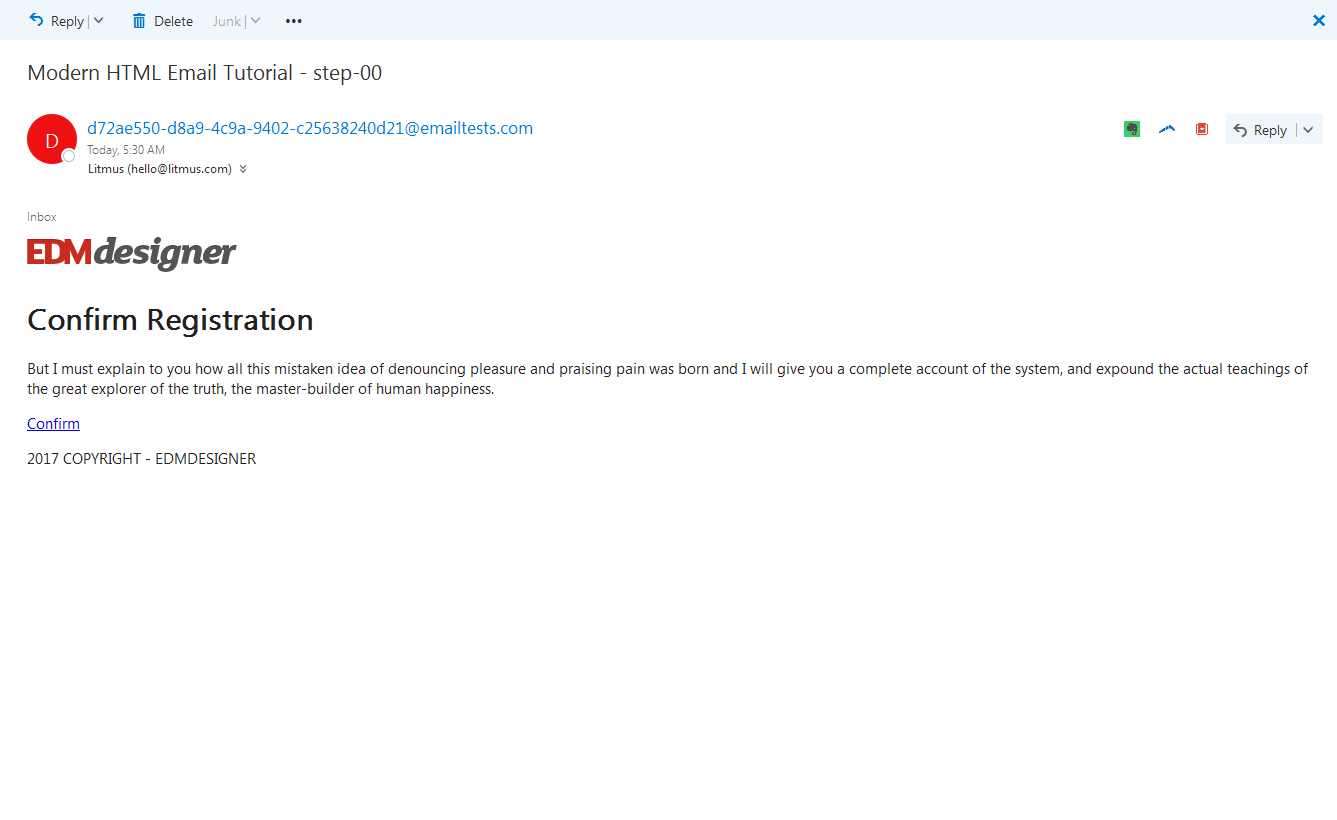 Reply Delete Junk
Modern HTML Email Tutorial - step-00
D
d72ae550-d8a9-4c9a-9402-c25638240d21@emailtests.com
Reply
Today, 5:30 AM
Litmus (hello@litmus.com)
Inbox
EDMdesigner
Confirm Registration
But I must explain to you how all this mistaken idea of denouncing pleasure and praising pain was born and I will give you a complete account of the system, and expound the actual teachings of
the great explorer of the truth, the master-builder of human happiness.
Confirm
2017 COPYRIGHT - EDMDESIGNER